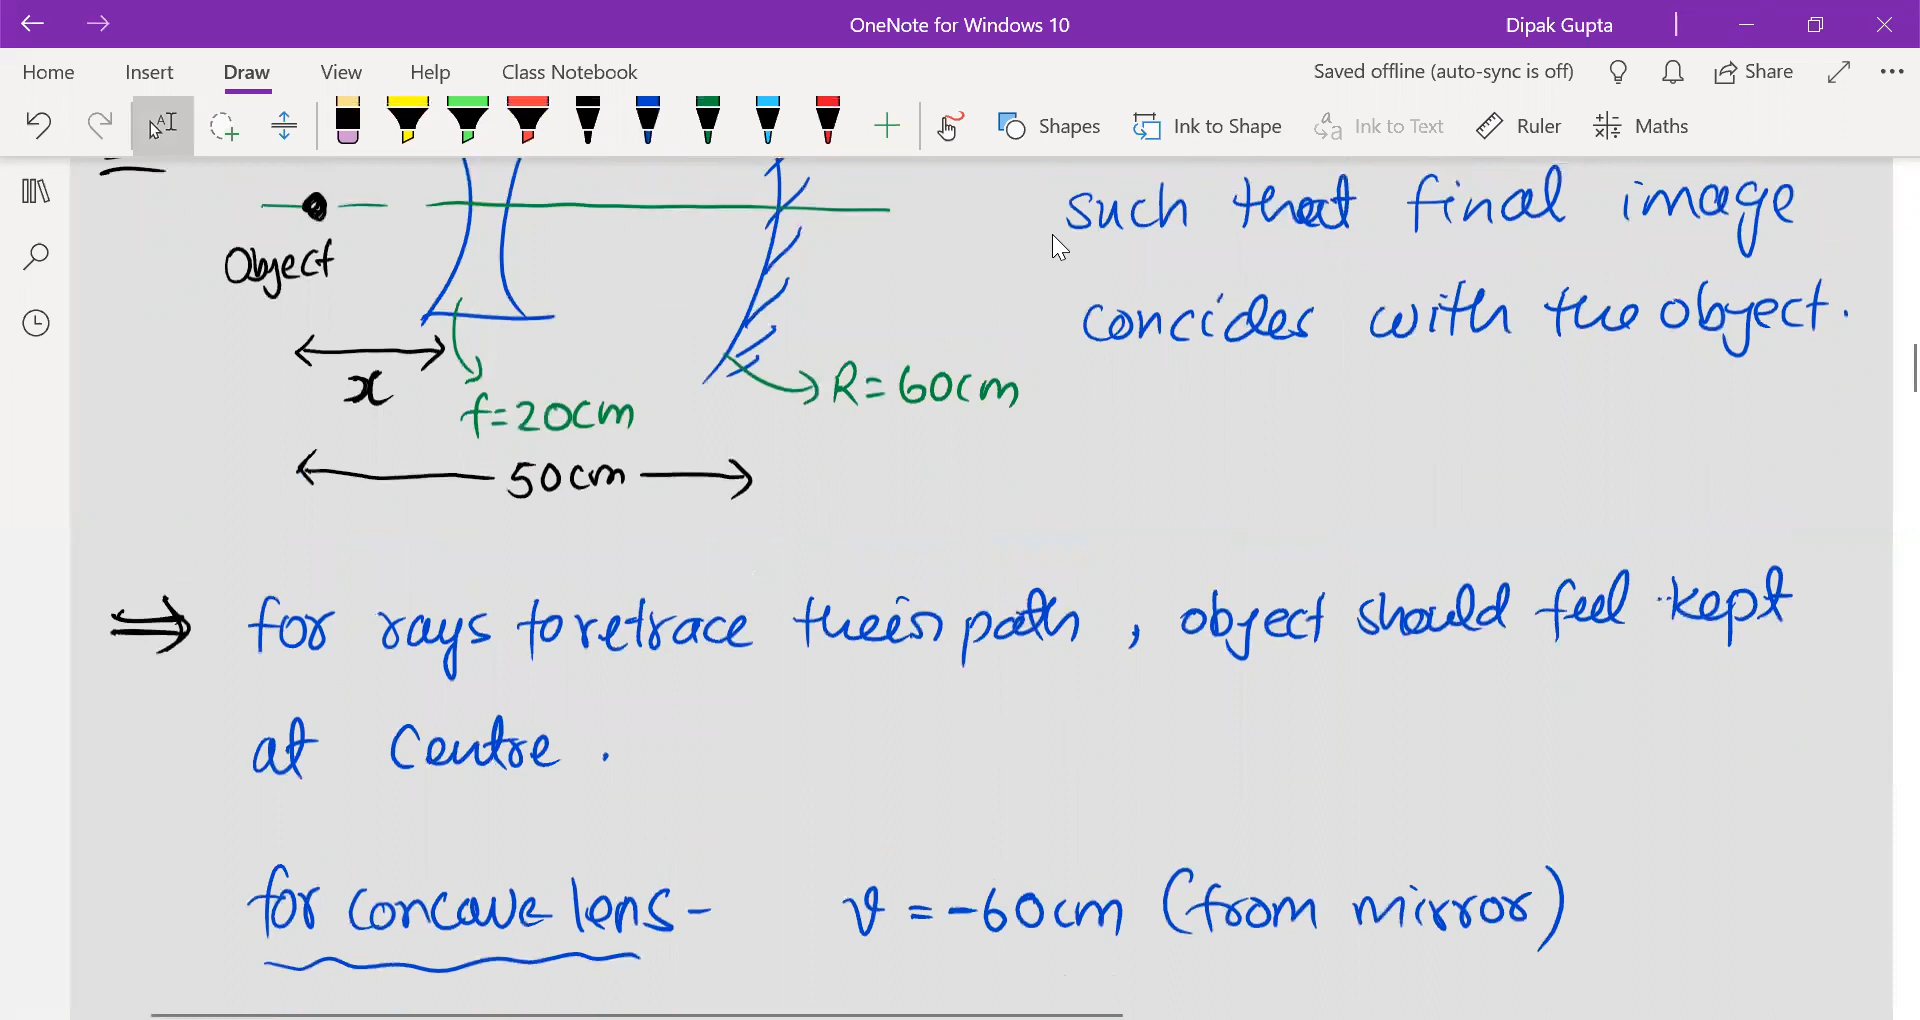 OneNote for Windows 10
Dipak Gupta
Home Insert Draw View Help Class Notebook
Saved offline (auto-sync is off) Share
Shapes Ink to Shape Ink to Text Ruler Maths
such that final image
concides with the object.
Object
x
f=20cm
R=60cm
50cm
⇒ for rays to retrace their path, object should feel kept
at Centre.
for concave lens - v = -60cm (from mirror)